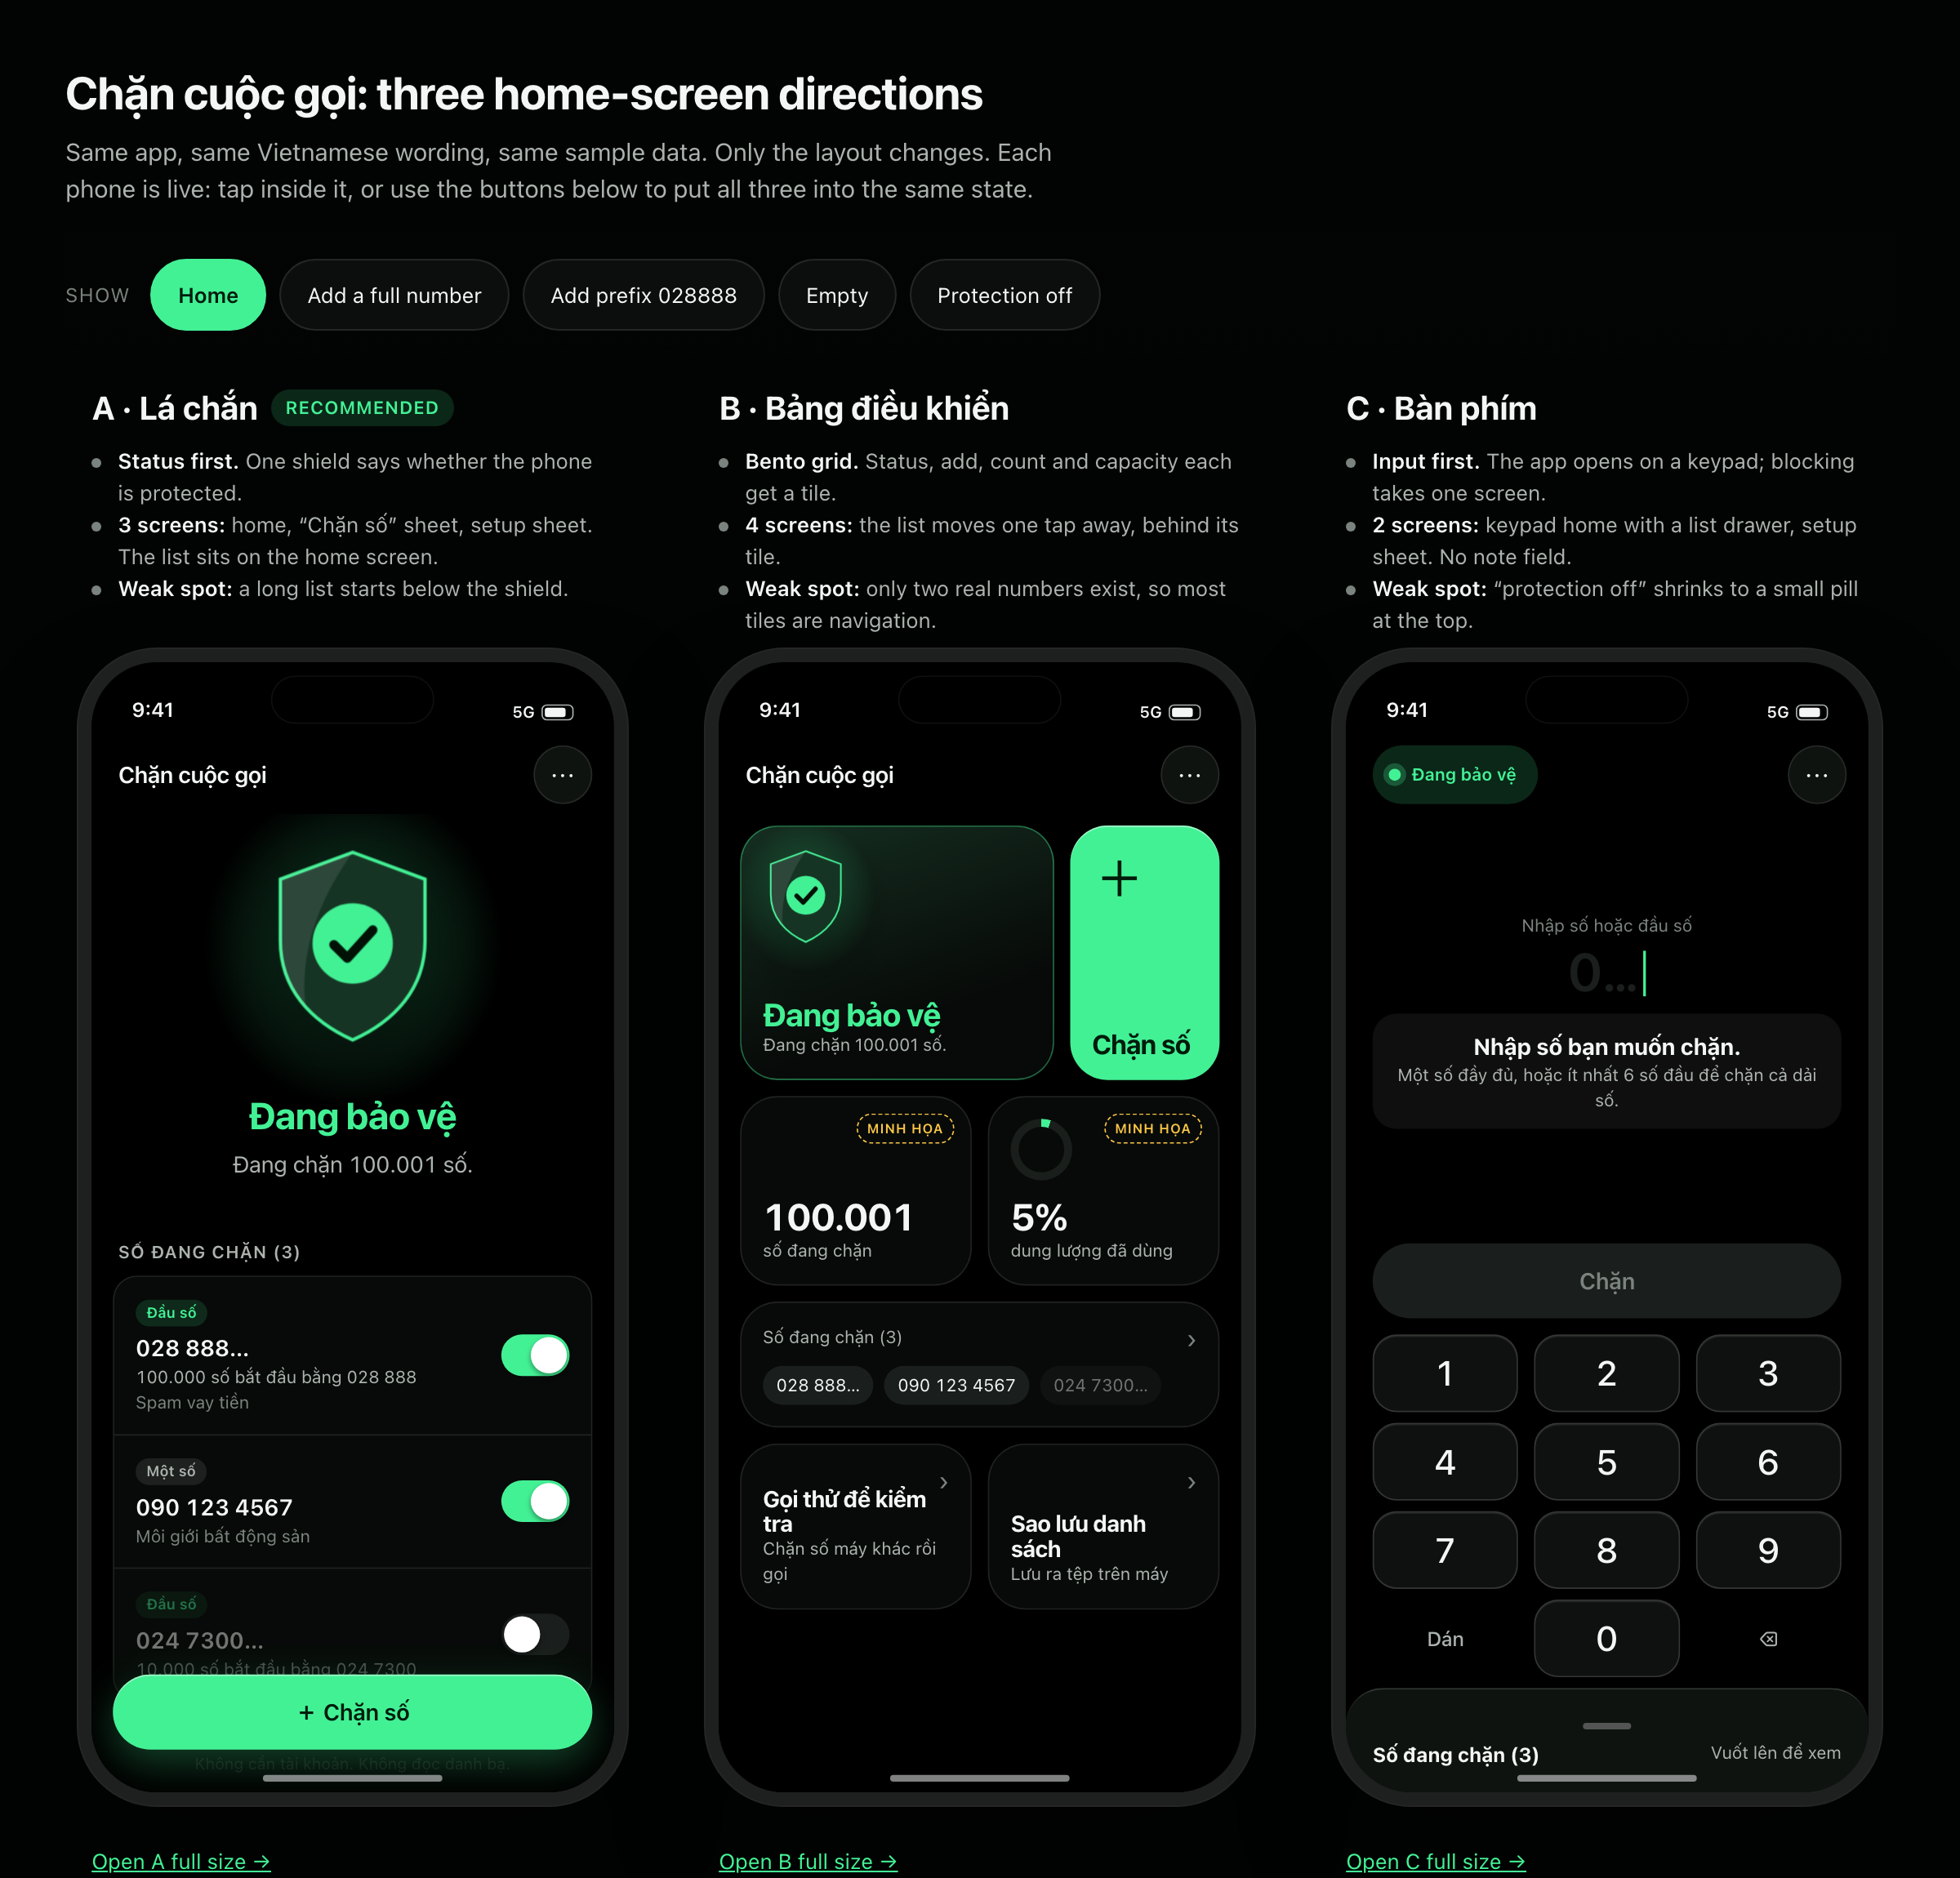 Chặn cuộc gọi: three home-screen directions
Same app, same Vietnamese wording, same sample data. Only the layout changes. Each
phone is live: tap inside it, or use the buttons below to put all three into the same state.
SHOW
Home
Add a full number
Add prefix 028888
Empty
Protection off
A · Lá chắn
RECOMMENDED
Status first. One shield says whether the phone
is protected.
3 screens: home, “Chặn số” sheet, setup sheet.
The list sits on the home screen.
Weak spot: a long list starts below the shield.
9:41
5G
Chặn cuộc gọi
Đang bảo vệ
Đang chặn 100.001 số.
SỐ ĐANG CHẶN (3)
Đầu số
028 888...
100.000 số bắt đầu bằng 028 888
Spam vay tiền
Một số
090 123 4567
Môi giới bất động sản
Đầu số
024 7300...
10.000 số bắt đầu bằng 024 7300
+ Chặn số
Không cần tài khoản. Không đọc danh bạ.
Open A full size →
B · Bảng điều khiển
Bento grid. Status, add, count and capacity each
get a tile.
4 screens: the list moves one tap away, behind its
tile.
Weak spot: only two real numbers exist, so most
tiles are navigation.
9:41
5G
Chặn cuộc gọi
Đang bảo vệ
Đang chặn 100.001 số.
+
Chặn số
MINH HỌA
100.001
số đang chặn
MINH HỌA
5%
dung lượng đã dùng
Số đang chặn (3)
028 888...
090 123 4567
024 7300...
Gọi thử để kiểm
tra
Chặn số máy khác rồi
gọi
Sao lưu danh
sách
Lưu ra tệp trên máy
Open B full size →
C · Bàn phím
Input first. The app opens on a keypad; blocking
takes one screen.
2 screens: keypad home with a list drawer, setup
sheet. No note field.
Weak spot: “protection off” shrinks to a small pill
at the top.
9:41
5G
Đang bảo vệ
Nhập số hoặc đầu số
0...
Nhập số bạn muốn chặn.
Một số đầy đủ, hoặc ít nhất 6 số đầu để chặn cả dải
số.
Chặn
1
2
3
4
5
6
7
8
9
Dán
0
Số đang chặn (3)
Vuốt lên để xem
Open C full size →